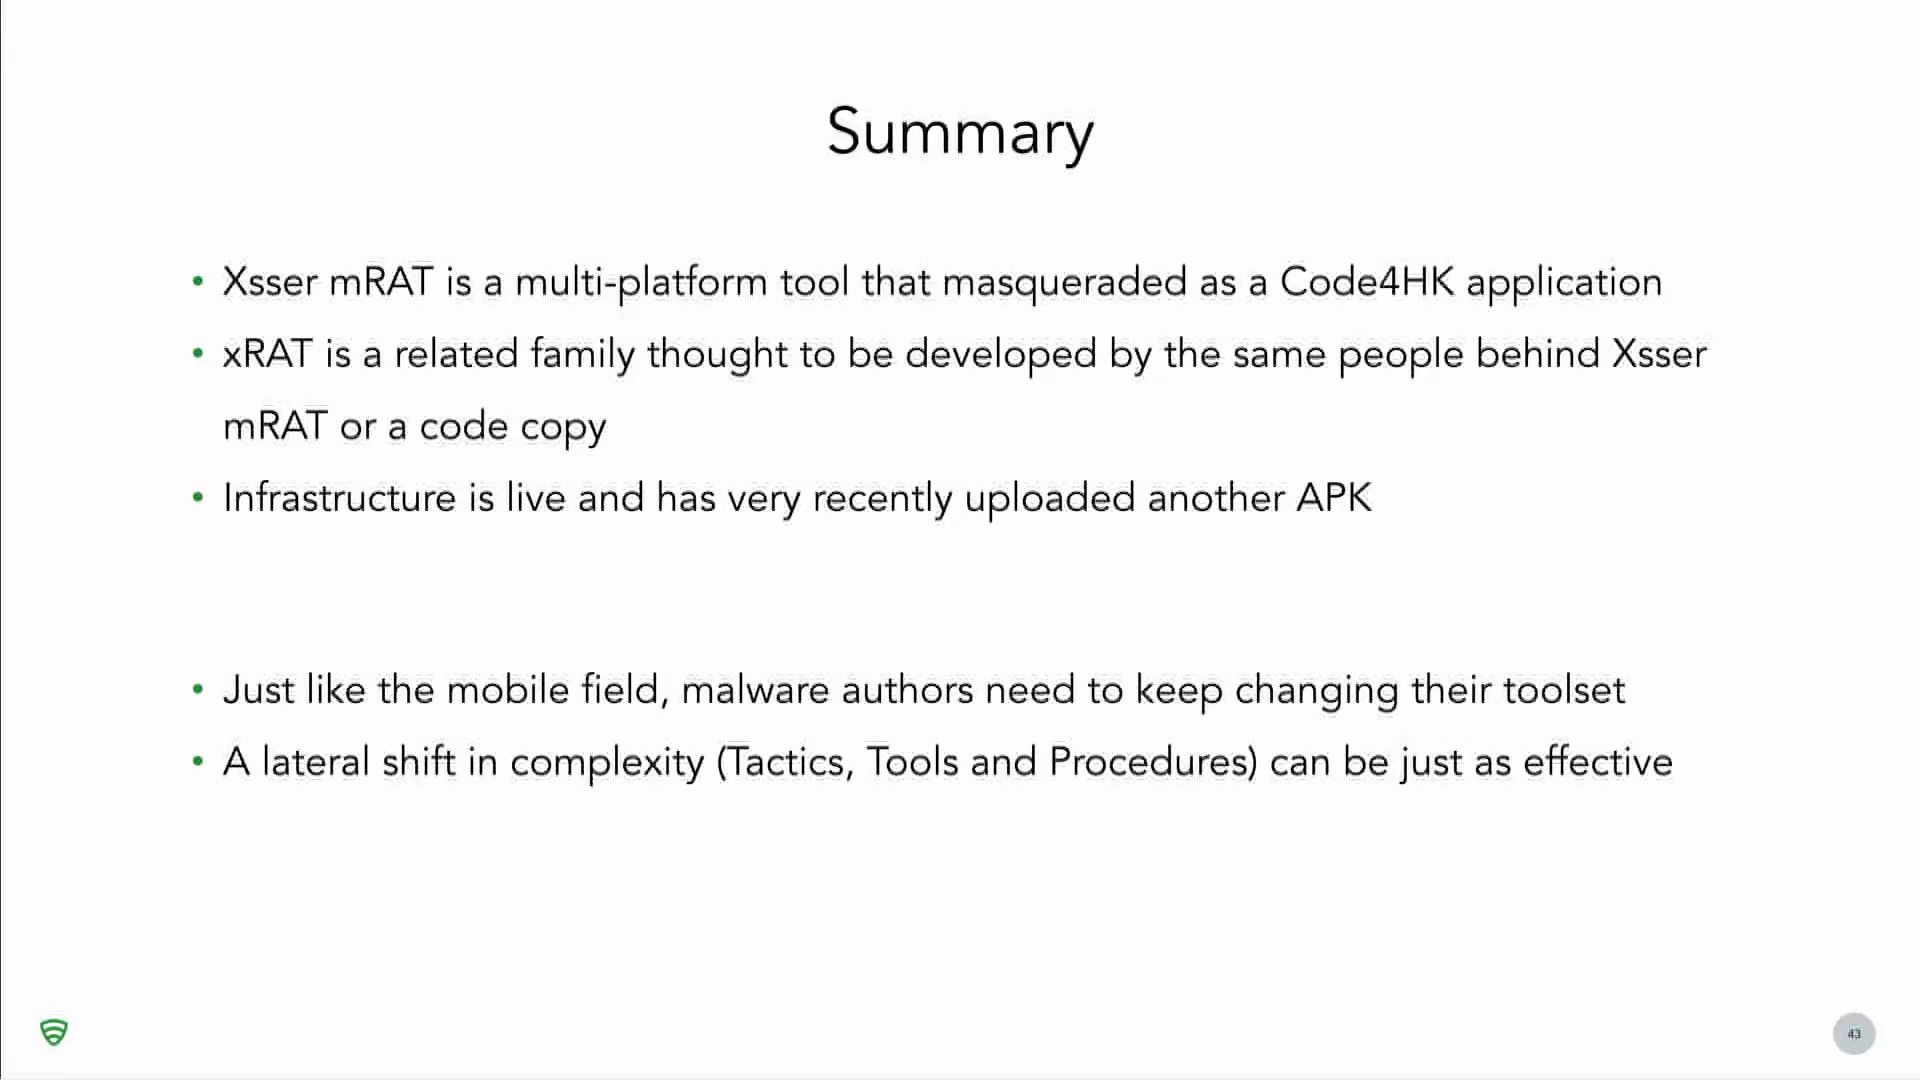 Summary
• Xsser mRAT is a multi-platform tool that masqueraded as a Code4HK application
• xRAT is a related family thought to be developed by the same people behind Xsser
mRAT or a code copy
• Infrastructure is live and has very recently uploaded another APK
• Just like the mobile field, malware authors need to keep changing their toolset
• A lateral shift in complexity (Tactics, Tools and Procedures) can be just as effective
43